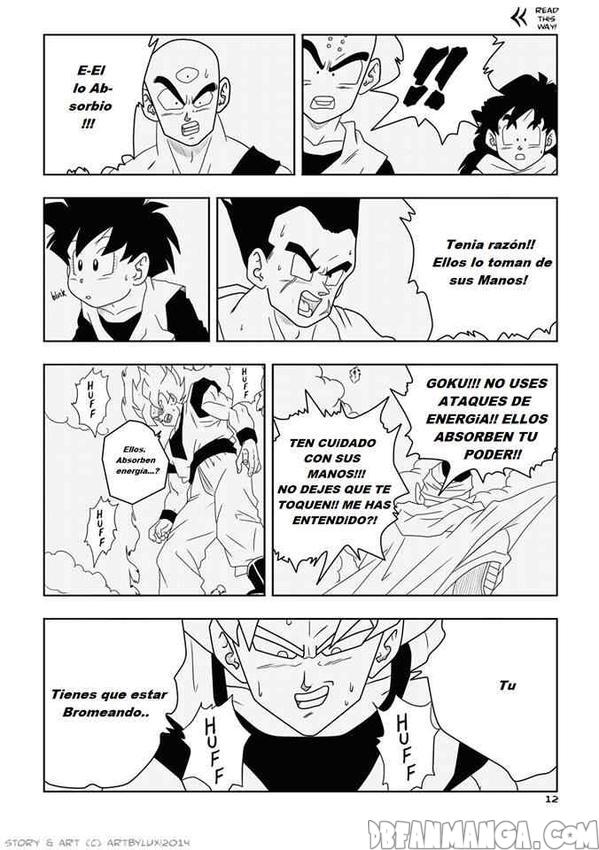 READ
THIS
WAY!
!!
E-El
lo Ab-
sorbio
!!!
Tenia razón!!
Ellos lo toman de
sus Manos!
blink
GOKU!!! NO USES
ATAQUES DE
ENERGiA!! ELLOS
ABSORBEN TU
PODER!!
TEN CUiDADO
CON SUS
MANOS!!!
NO DEJES QUE TE
TOQUEN!! ME HAS
ENTENDiDO?!
HUFF
HUFF
Ellos,
Absorben
energía...?
HUFF
Tu
HUFF
HUFF
Tienes que estar
Bromeando..
12
STORY & ART (C) ARTBYLUX!2014
DBFANMANGA.COM